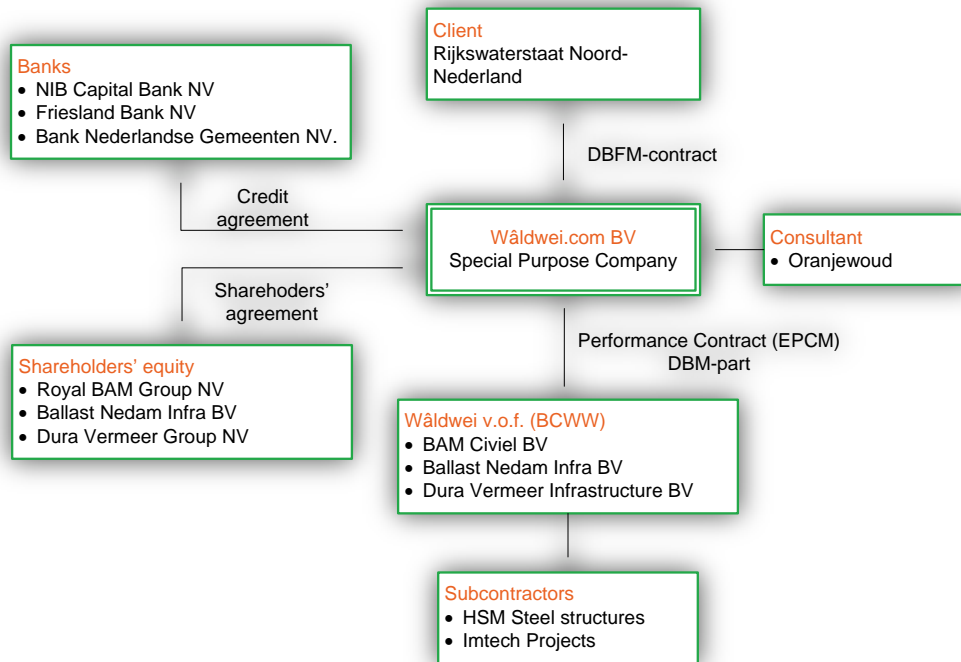 Client
Rijkswaterstaat Noord-
Nederland
Banks
• NIB Capital Bank NV
• Friesland Bank NV
• Bank Nederlandse Gemeenten NV.
DBFM-contract
Credit
agreement
Wâldwei.com BV
Special Purpose Company
Consultant
• Oranjewoud
Sharehoders’
agreement
Performance Contract (EPCM)
DBM-part
Shareholders’ equity
• Royal BAM Group NV
• Ballast Nedam Infra BV
• Dura Vermeer Group NV
Wâldwei v.o.f. (BCWW)
• BAM Civiel BV
• Ballast Nedam Infra BV
• Dura Vermeer Infrastructure BV
Subcontractors
• HSM Steel structures
• Imtech Projects